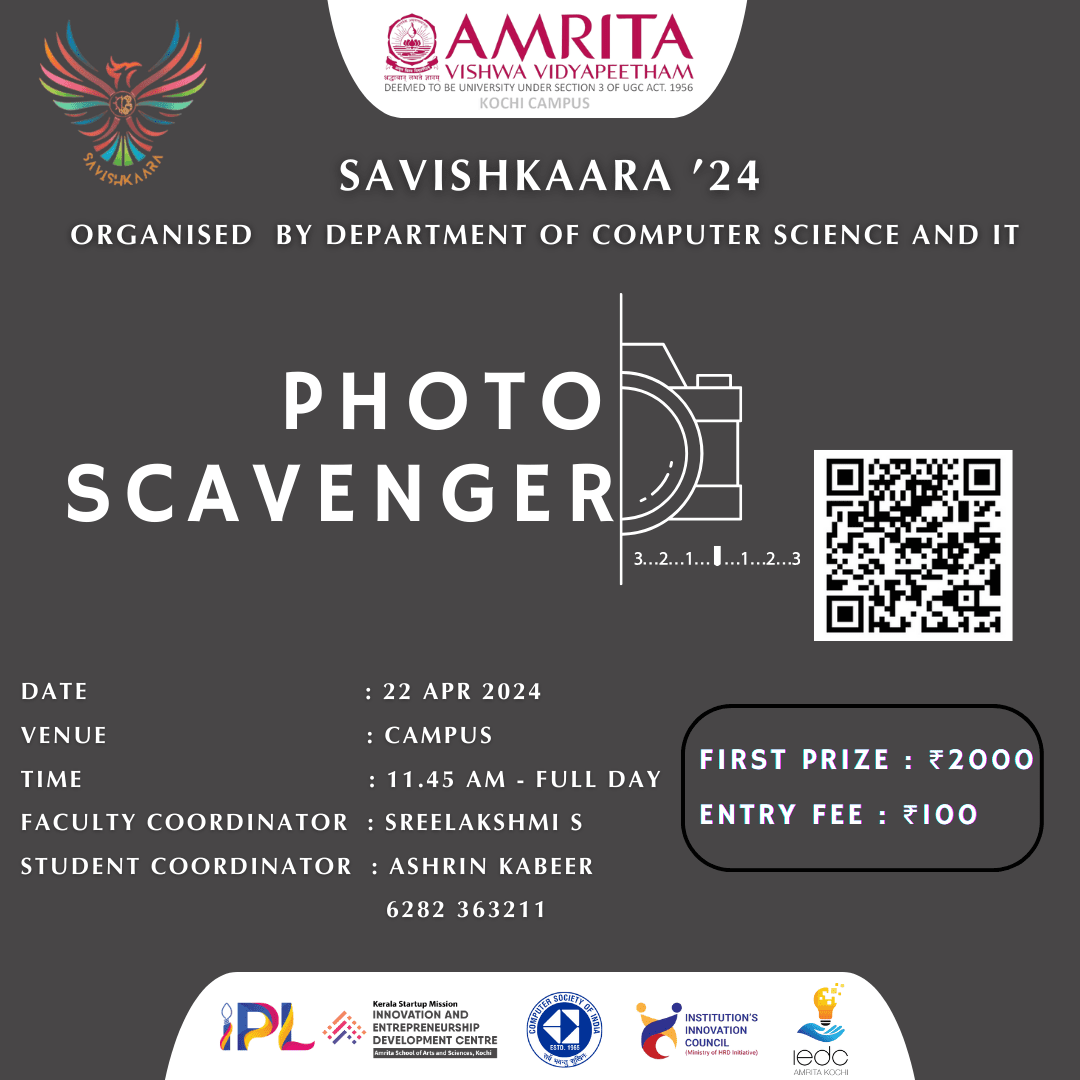 AMRITA
VISHWA VIDYAPEETHAM
DEEMED TO BE UNIVERSITY UNDER SECTION 3 OF UGC ACT. 1956
KOCHI CAMPUS
श्रद्धावान् लभते ज्ञानम्
SAVISHKAARA
SAVISHKAARA ’24
ORGANISED BY DEPARTMENT OF COMPUTER SCIENCE AND IT
PHOTO
SCAVENGER
3...2...1... ...1...2...3
DATE : 22 APR 2024
VENUE : CAMPUS
TIME : 11.45 AM - FULL DAY
FACULTY COORDINATOR : SREELAKSHMI S
STUDENT COORDINATOR : ASHRIN KABEER
6282 363211
FIRST PRIZE : ₹2000
ENTRY FEE : ₹100
iPL
Kerala Startup Mission
INNOVATION AND
ENTREPRENEURSHIP
DEVELOPMENT CENTRE
Amrita School of Arts and Sciences, Kochi
COMPUTER SOCIETY OF INDIA
ESTD. 1965
INSTITUTION'S
INNOVATION
COUNCIL
(Ministry of HRD Initiative)
iedc
AMRITA KOCHI